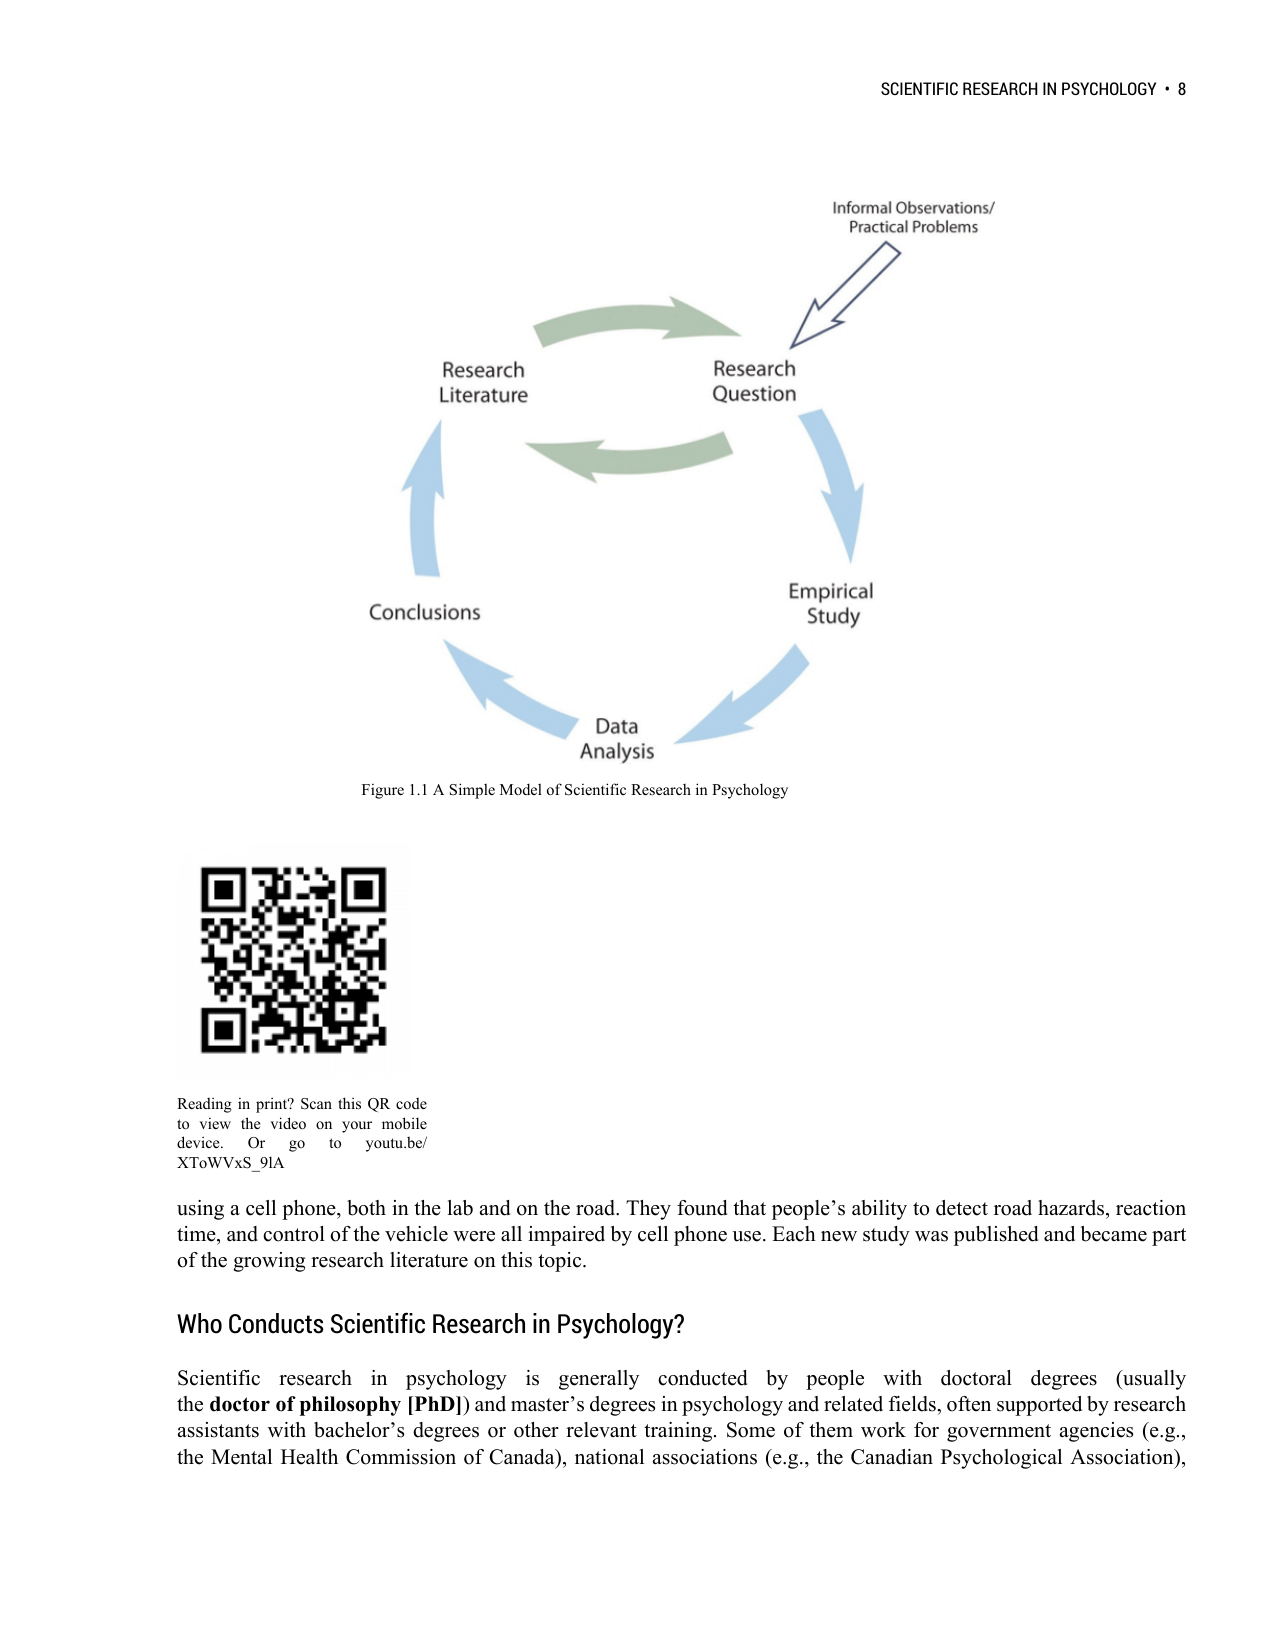 SCIENTIFIC RESEARCH IN PSYCHOLOGY • 8
Informal Observations/
Practical Problems
Research
Literature
Research
Question
Empirical
Study
Conclusions
Data
Analysis
Figure 1.1 A Simple Model of Scientific Research in Psychology
Reading in print? Scan this QR code
to view the video on your mobile
device. Or go to youtu.be/
XToWVxS_9lA
using a cell phone, both in the lab and on the road. They found that people’s ability to detect road hazards, reaction
time, and control of the vehicle were all impaired by cell phone use. Each new study was published and became part
of the growing research literature on this topic.
Who Conducts Scientific Research in Psychology?
Scientific research in psychology is generally conducted by people with doctoral degrees (usually
the doctor of philosophy [PhD]) and master’s degrees in psychology and related fields, often supported by research
assistants with bachelor’s degrees or other relevant training. Some of them work for government agencies (e.g.,
the Mental Health Commission of Canada), national associations (e.g., the Canadian Psychological Association),